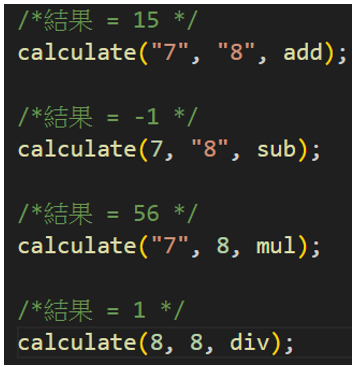 /*結果 = 15 */
calculate("7", "8", add);
/*結果 = -1 */
calculate(7, "8", sub);
/*結果 = 56 */
calculate("7", 8, mul);
/*結果 = 1 */
calculate(8, 8, div);